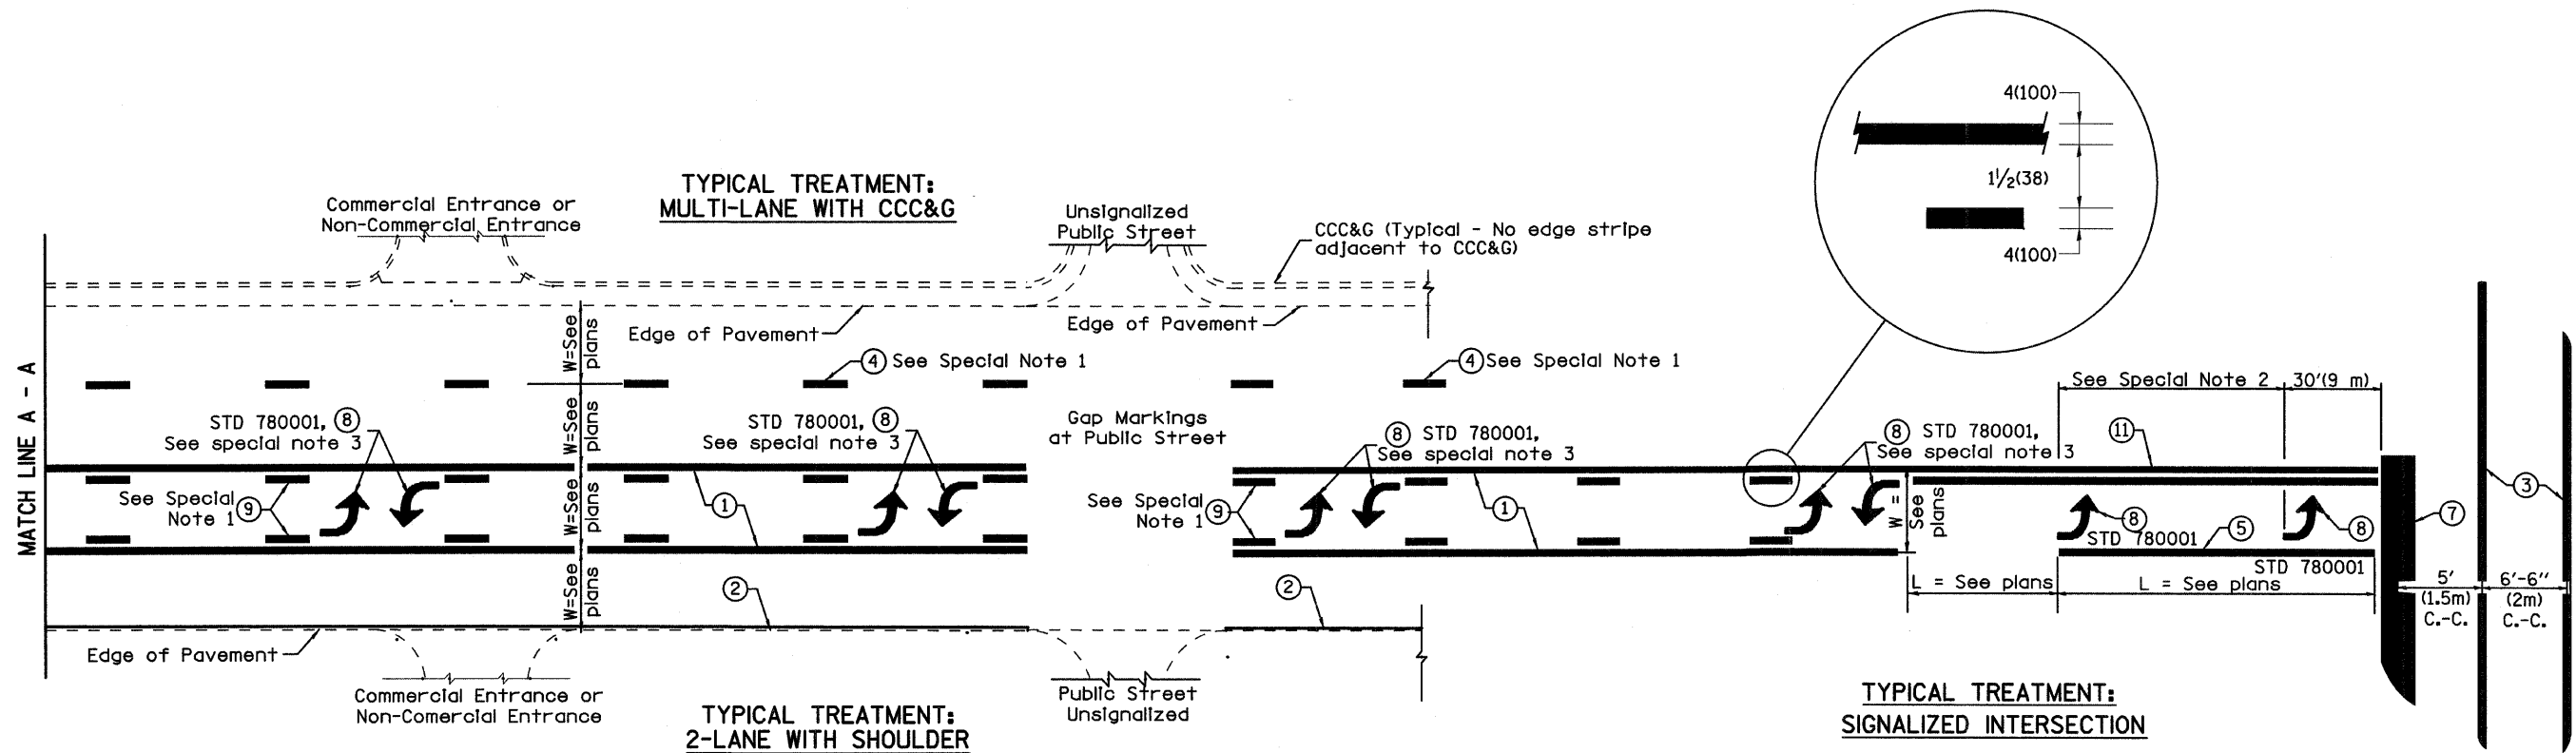 4(100)
1½(38)
4(100)
TYPICAL TREATMENT:
MULTI-LANE WITH CCC&G
Commercial Entrance or
Non-Commercial Entrance
Unsignalized
Public Street
CCC&G (Typical - No edge stripe
adjacent to CCC&G)
Edge of Pavement
Edge of Pavement
W=See
plans
MATCH LINE A - A
4 See Special Note 1
4 See Special Note 1
See Special Note 2
30'(9 m)
W=See
plans
STD 780001, 8
See special note 3
STD 780001, 8
See special note 3
Gap Markings
at Public Street
8 STD 780001,
See special note 3
8 STD 780001,
See special note 3
11
See Special
Note 1 9
W=See
plans
1
See Special
Note 1 9
1
W =
See
plans
8
STD 780001
5
8
7
3
STD 780001
W=See
plans
2
2
L = See plans
L = See plans
5'
(1.5m)
C.-C.
6'-6"
(2m)
C.-C.
Edge of Pavement
Commercial Entrance or
Non-Comercial Entrance
Public Street
Unsignalized
TYPICAL TREATMENT:
2-LANE WITH SHOULDER
TYPICAL TREATMENT:
SIGNALIZED INTERSECTION